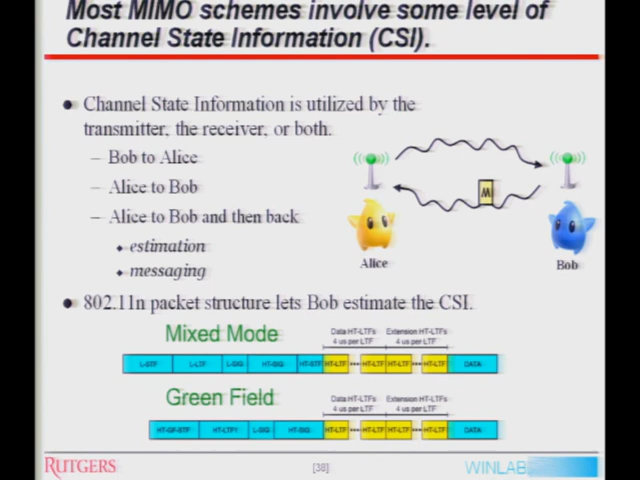 Most MIMO schemes involve some level of
Channel State Information (CSI).
• Channel State Information is utilized by the
transmitter, the receiver, or both.
– Bob to Alice
– Alice to Bob
– Alice to Bob and then back
• estimation
• messaging
M
Alice
Bob
• 802.11n packet structure lets Bob estimate the CSI.
Mixed Mode
Data HT-LTFs
4 us per LTF
Extension HT-LTFs
4 us per LTF
L-STF L-LTF L-SIG HT-SIG HT-STF HT-LTF ••• HT-LTF HT-LTF ••• HT-LTF DATA
Green Field
Data HT-LTFs
4 us per LTF
Extension HT-LTFs
4 us per LTF
HT-GF-STF HT-LTF1 L-SIG HT-SIG HT-LTF ••• HT-LTF HT-LTF ••• HT-LTF DATA
RUTGERS
[38]
WINLAB